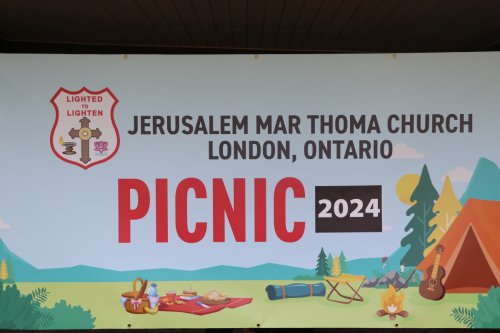 LIGHTED
TO
LIGHTEN
JERUSALEM MAR THOMA CHURCH
LONDON, ONTARIO
PICNIC 2024